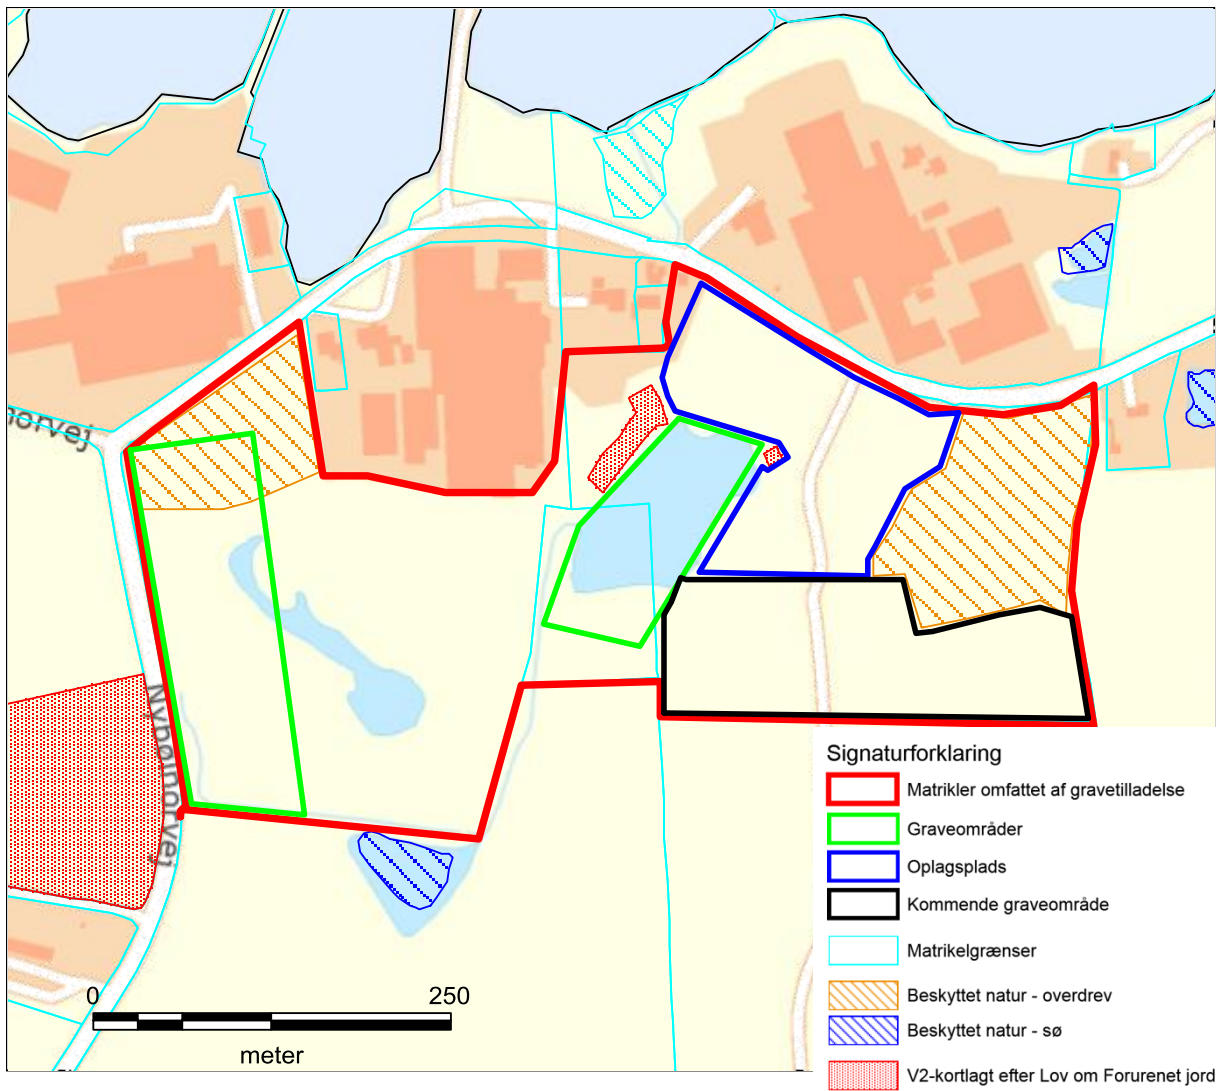 Nyhølnorvej
Signaturforklaring
Matrikler omfattet af gravetilladelse
Graveområder
Oplagsplads
Kommende graveområde
Matrikelgrænser
Beskyttet natur - overdrev
Beskyttet natur - sø
V2-kortlagt efter Lov om Forurenet jord
0 250
meter